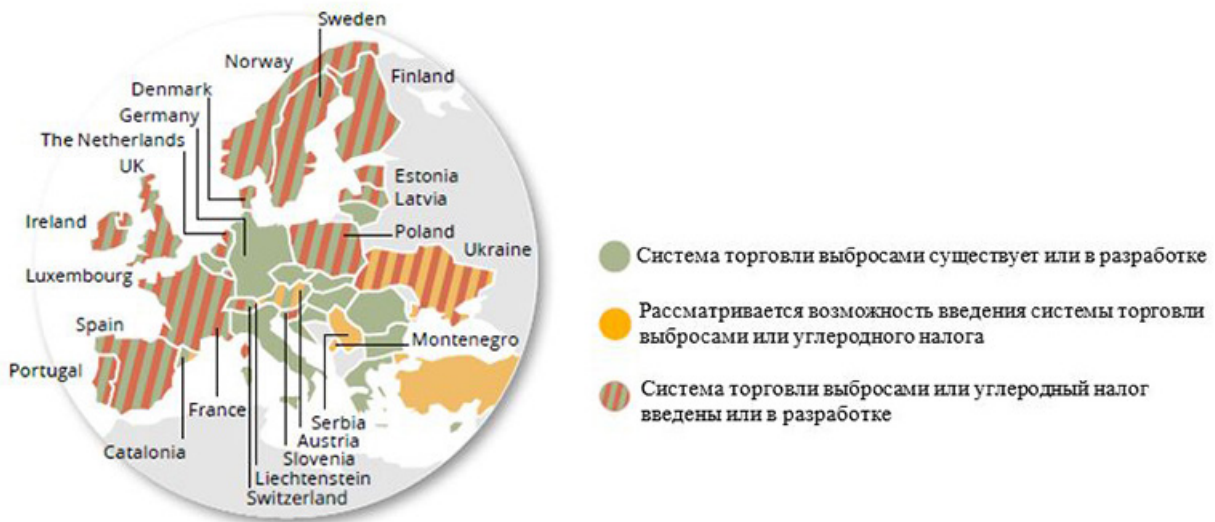 Sweden
Norway
Finland
Denmark
Germany
The Netherlands
UK
Estonia
Latvia
Ireland
Poland
Ukraine
Luxembourg
Spain
Montenegro
Portugal
France
Serbia
Austria
Catalonia
Slovenia
Liechtenstein
Switzerland
Система торговли выбросами существует или в разработке
Рассматривается возможность введения системы торговли
выбросами или углеродного налога
Система торговли выбросами или углеродный налог
введены или в разработке